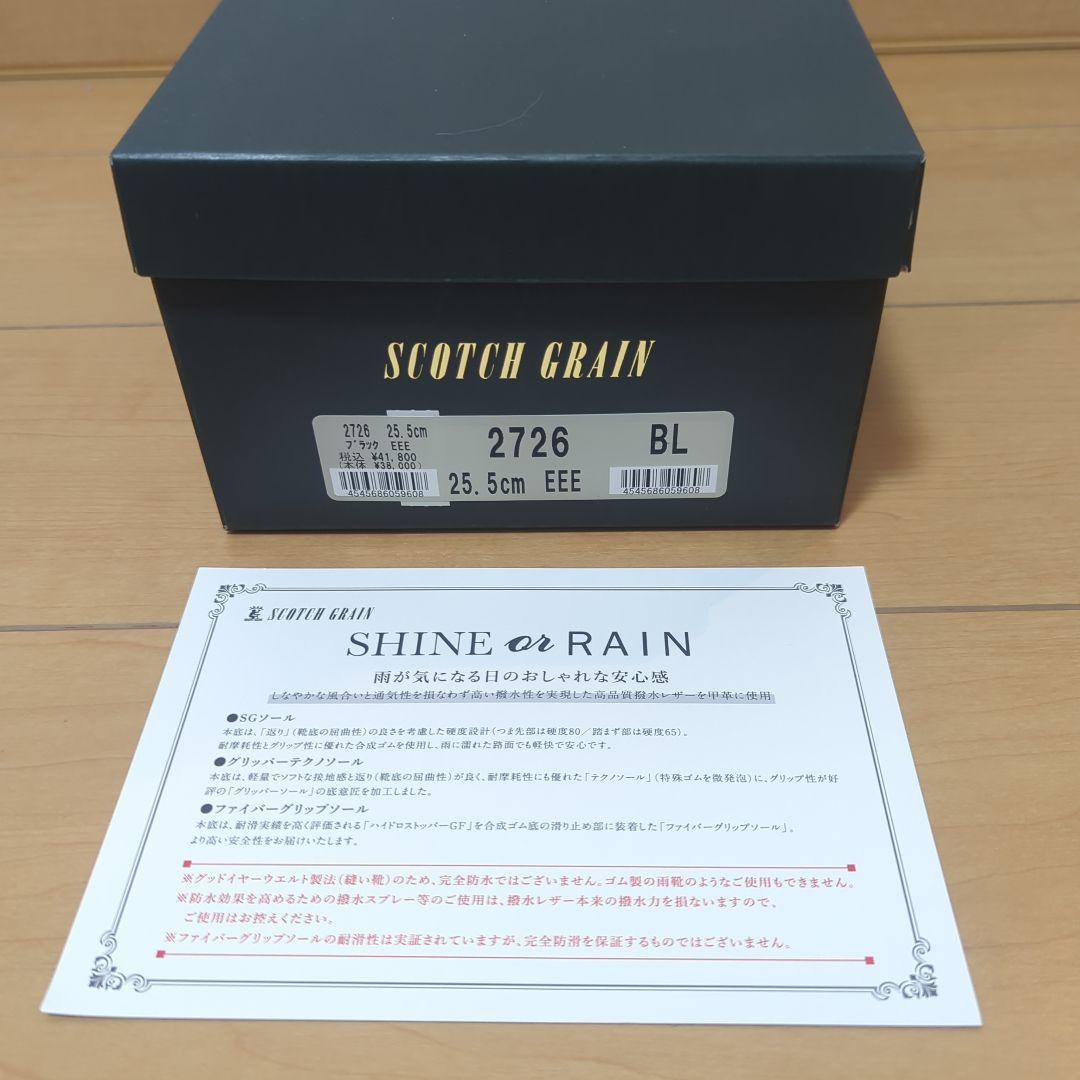 SCOTCH GRAIN
2726 25.5cm
ブラック EEE
税込 ¥41,800
(本体 ¥38,000)
4545686059608
2726 BL
25.5cm EEE
4545686059608
SCOTCH GRAIN
SHINE or RAIN
雨が気になる日のおしゃれな安心感
しなやかな風合いと通気性を損なわず高い撥水性を実現した高品質撥水レザーを甲革に使用
●SGソール
本底は、「返り」(靴底の屈曲性)の良さを考慮した硬度設計(つま先部は硬度80/踏まず部は硬度65)。
耐摩耗性とグリップ性に優れた合成ゴムを使用し、雨に濡れた路面でも軽快で安心です。
●グリッパーテクノソール
本底は、軽量でソフトな接地感と返り(靴底の屈曲性)が良く、耐摩耗性にも優れた「テクノソール」(特殊ゴムを微発泡)に、グリップ性が好
評の「グリッパーソール」の底意匠を加工しました。
●ファイバーグリップソール
本底は、耐滑実績を高く評価される「ハイドロストッパーGF」を合成ゴム底の滑り止め部に装着した「ファイバーグリップソール」。
より高い安全性をお届けいたします。
※グッドイヤーウエルト製法(縫い靴)のため、完全防水ではございません。ゴム製の雨靴のようなご使用もできません。
※防水効果を高めるための撥水スプレー等のご使用は、撥水レザー本来の撥水力を損ないますので、
ご使用はお控えください。
※ファイバーグリップソールの耐滑性は実証されていますが、完全防滑を保証するものではございません。